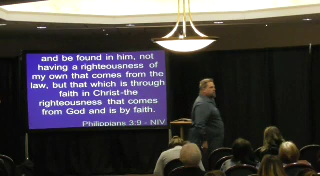 and be found in him, not
having a righteousness of
my own that comes from the
law, but that which is through
faith in Christ-the
righteousness that comes
from God and is by faith.
Philippians 3:9 - NIV